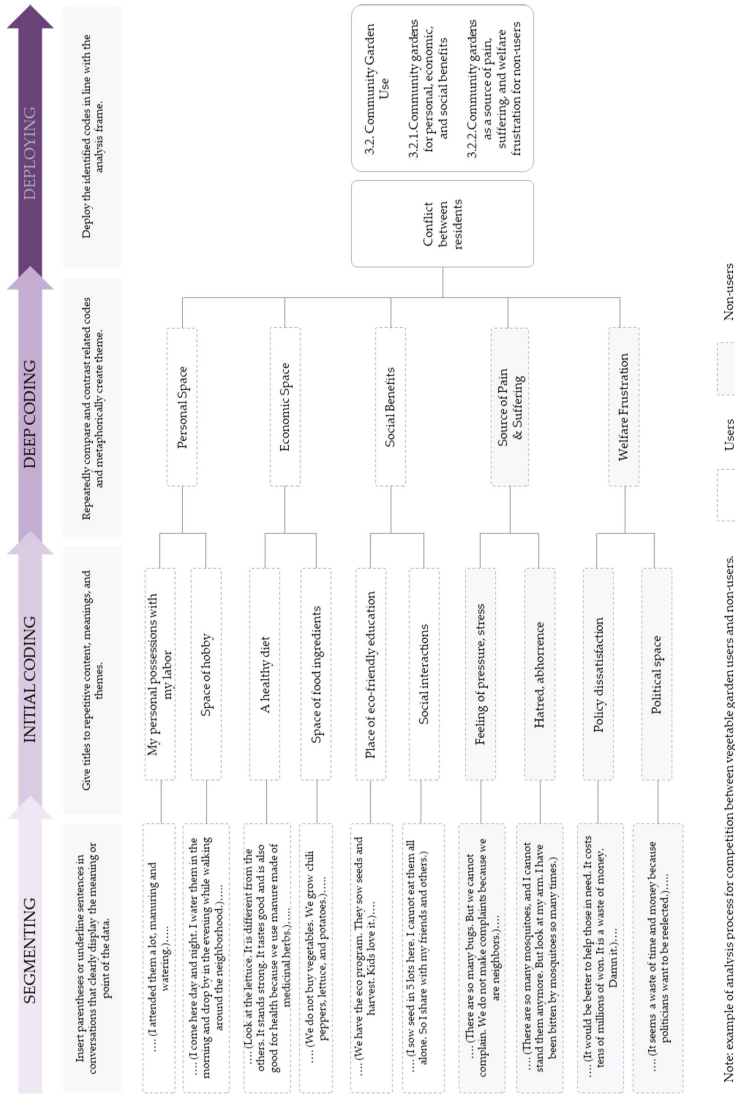 SEGMENTING
INITIAL CODING
DEEP CODING
DEPLOYING
Insert parentheses or underline sentences in
conversations that clearly display the meaning or
point of the data.
Give titles to repetitive content, meanings, and
themes.
Repeatedly compare and contrast related codes
and metaphorically create theme.
Deploy the identified codes in line with the
analysis frame.
…. (I attended them a lot, manuring and
watering.)…..
My personal possessions with
my labor
Personal Space
…. (I come here day and night. I water them in the
morning and drop by in the evening while walking
around the neighborhood.)…..
Space of hobby
…. (Look at the lettuce. It is different from the
others. It stands strong. It tastes good and is also
good for health because we use manure made of
medicinal herbs.)…..
A healthy diet
Economic Space
…. (We do not buy vegetables. We grow chili
peppers, lettuce, and potatoes.)…..
Space of food ingredients
…. (We have the eco program. They sow seeds and
harvest. Kids love it.)….
Place of eco-friendly education
Social Benefits
…. (I sow seed in 5 lots here. I cannot eat them all
alone. So I share with my friends and others.)
Social interactions
…. (There are so many bugs. But we cannot
complain. We do not make complaints because we
are neighbors.)….
Feeling of pressure, stress
Source of Pain
& Suffering
…. (There are so many mosquitoes, and I cannot
stand them anymore. But look at my arm. I have
been bitten by mosquitoes so many times.)
Hatred, abhorrence
…. (It would be better to help those in need. It costs
tens of millions of won. It is a waste of money.
Damn it.)….
Policy dissatisfaction
Welfare Frustration
…. (It seems a waste of time and money because
politicians want to be reelected.)…..
Political space
Conflict
between
residents
3.2. Community Garden
Use
3.2.1.Community gardens
for personal, economic,
and social benefits
3.2.2.Community gardens
as a source of pain,
suffering, and welfare
frustration for non-users
Note: example of analysis process for competition between vegetable garden users and non-users.
Users
Non-users